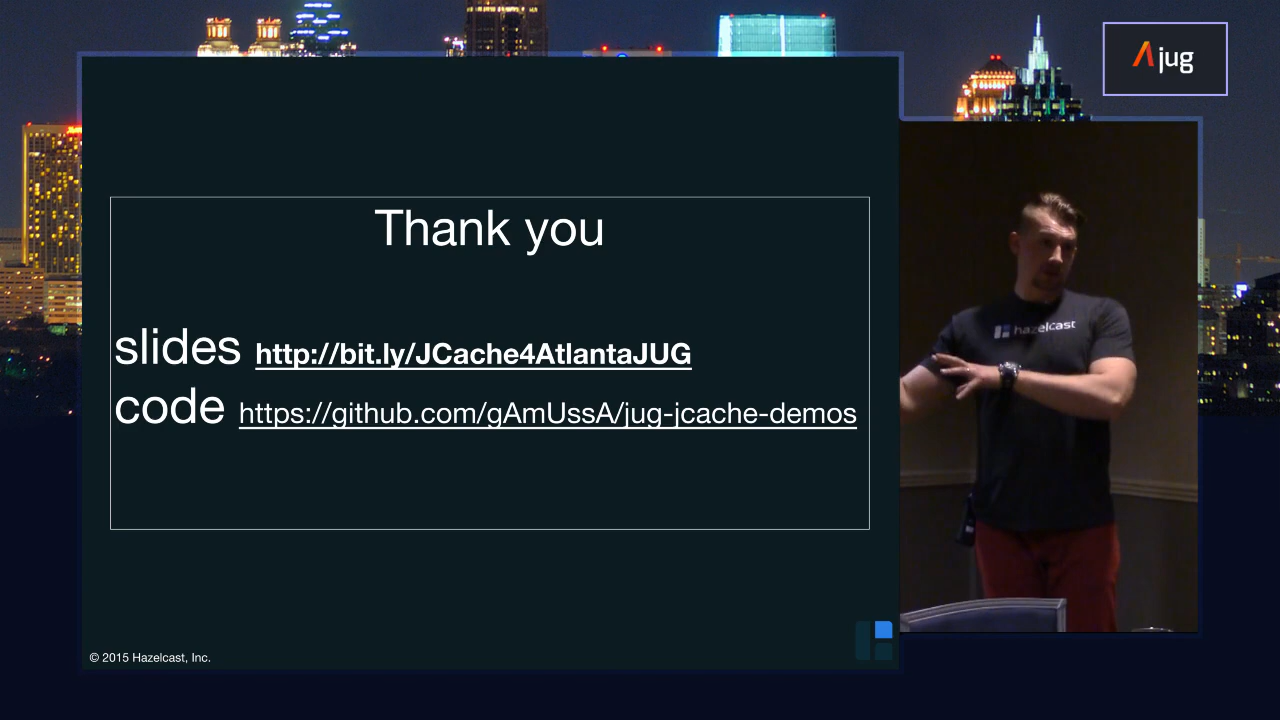 jug
Thank you
hazelcast
slides http://bit.ly/JCache4AtlantaJUG
code https://github.com/gAmUssA/jug-jcache-demos
© 2015 Hazelcast, Inc.